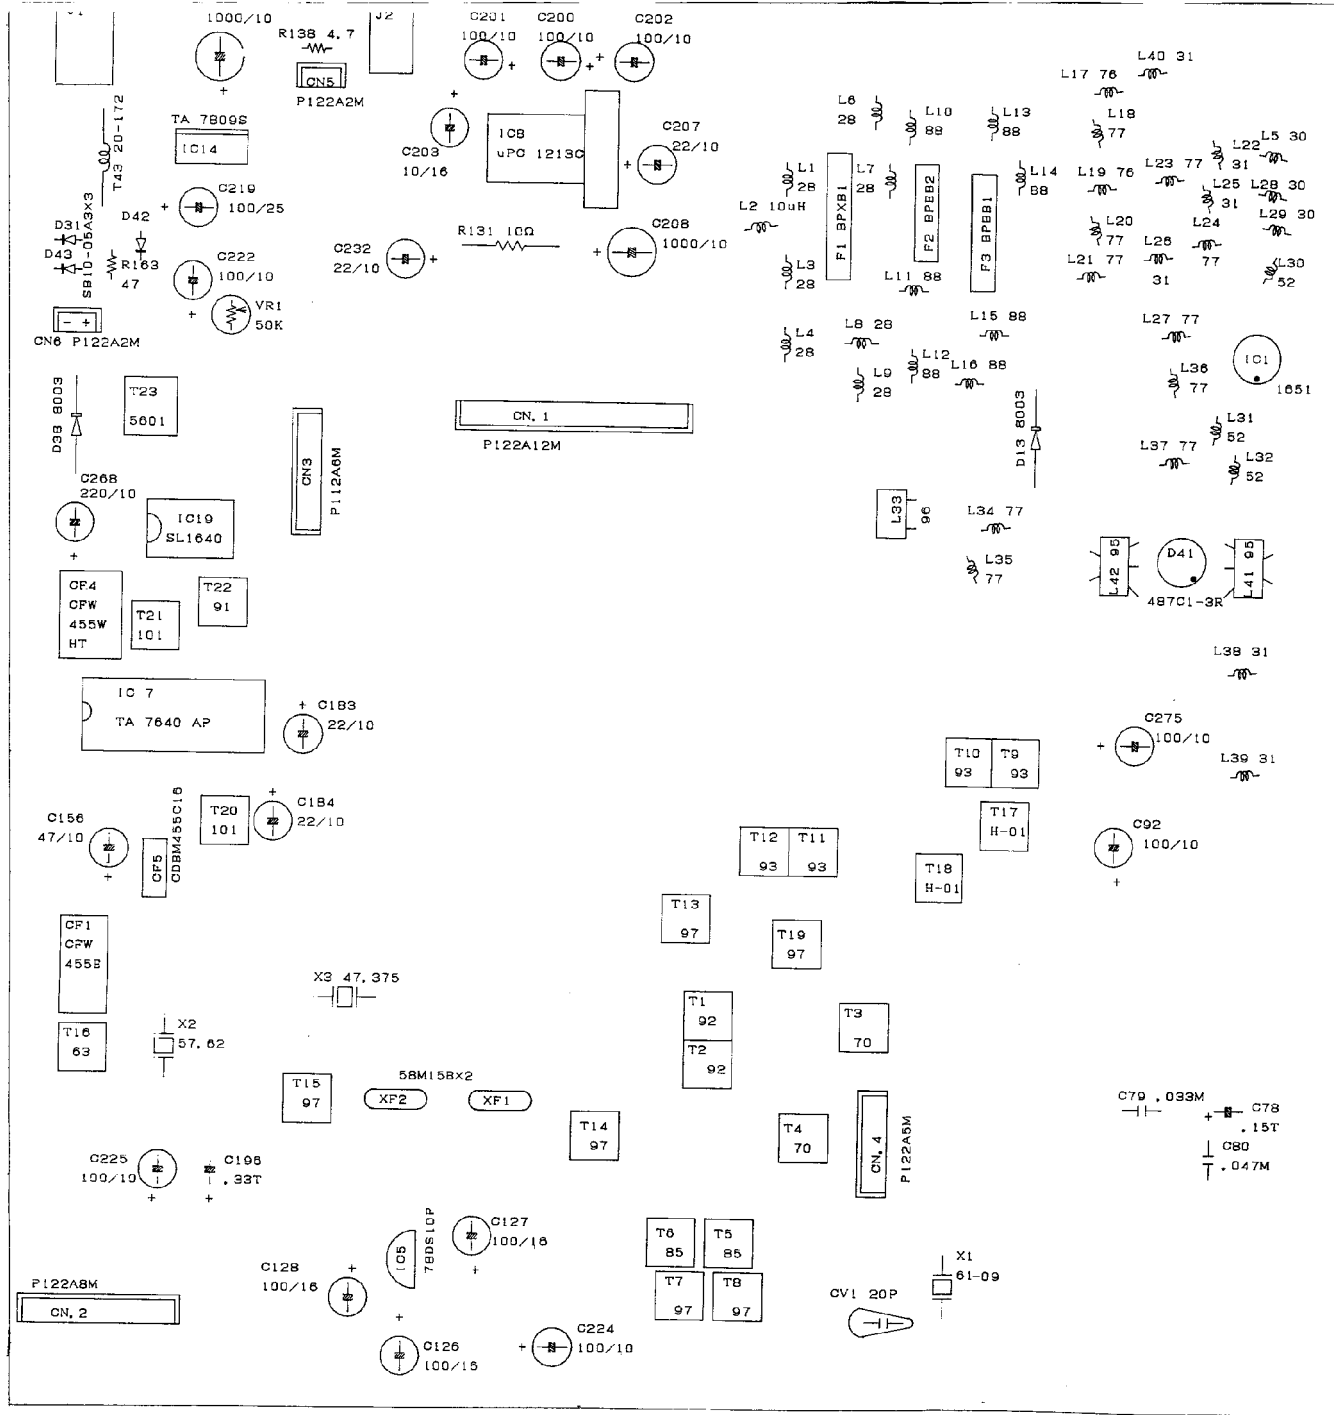 J2
1000/10
R138 4.7
CN5
P122A2M
C201
100/10
C200
100/10
C202
100/10
T43 20-172
TA 7809S
IC14
C203
10/16
IC8
uPC 1213C
C207
22/10
C219
100/25
D31
D43
SB10-05A3×3
D42
R163
47
C222
100/10
VR1
50K
CN6 P122A2M
- +
C232
22/10
R131 10Ω
C208
1000/10
L6
28
L10
88
L13
88
L17 76
L40 31
L18
77
L1
28
L7
28
L14
88
L19 76
L23 77
L22
31
L5 30
L2 10uH
F1 BPXB1
F2 BPBB2
F3 BPBB1
L25
31
L28 30
L29 30
L20
77
L24
77
L3
28
L11 88
L21 77
L26
31
L30
52
L4
28
L8 28
L15 88
L27 77
IC1
1651
L9
28
L12
88
L16 88
L36
77
D38 8003
T23
5601
CN3
P112A6M
CN.1
P122A12M
D13 8003
L31
52
L37 77
L32
52
C268
220/10
IC19
SL1640
L33
96
L34 77
L35
77
L42 95
D41
487C1-3R
L41 95
CF4
CFW
455W
HT
T21
101
T22
91
L38 31
IC 7
TA 7640 AP
C183
22/10
C275
100/10
T10
93
T9
93
L39 31
C156
47/10
CF5
CDBM455C16
T20
101
C184
22/10
T17
H-01
T12
93
T11
93
T18
H-01
C92
100/10
T13
97
T19
97
CF1
CFW
455E
X3 47.375
T16
63
X2
57.62
T1
92
T2
92
T3
70
T15
97
58M15B×2
XF2
XF1
T14
97
T4
70
CN.4
P122A5M
C79 .033M
C78
.15T
C80
.047M
C225
100/10
C196
.33T
IC5
78DS10P
C127
100/16
T6
85
T5
85
T7
97
T8
97
X1
61-09
CV1 20P
P122A8M
CN.2
C128
100/16
C126
100/16
C224
100/10